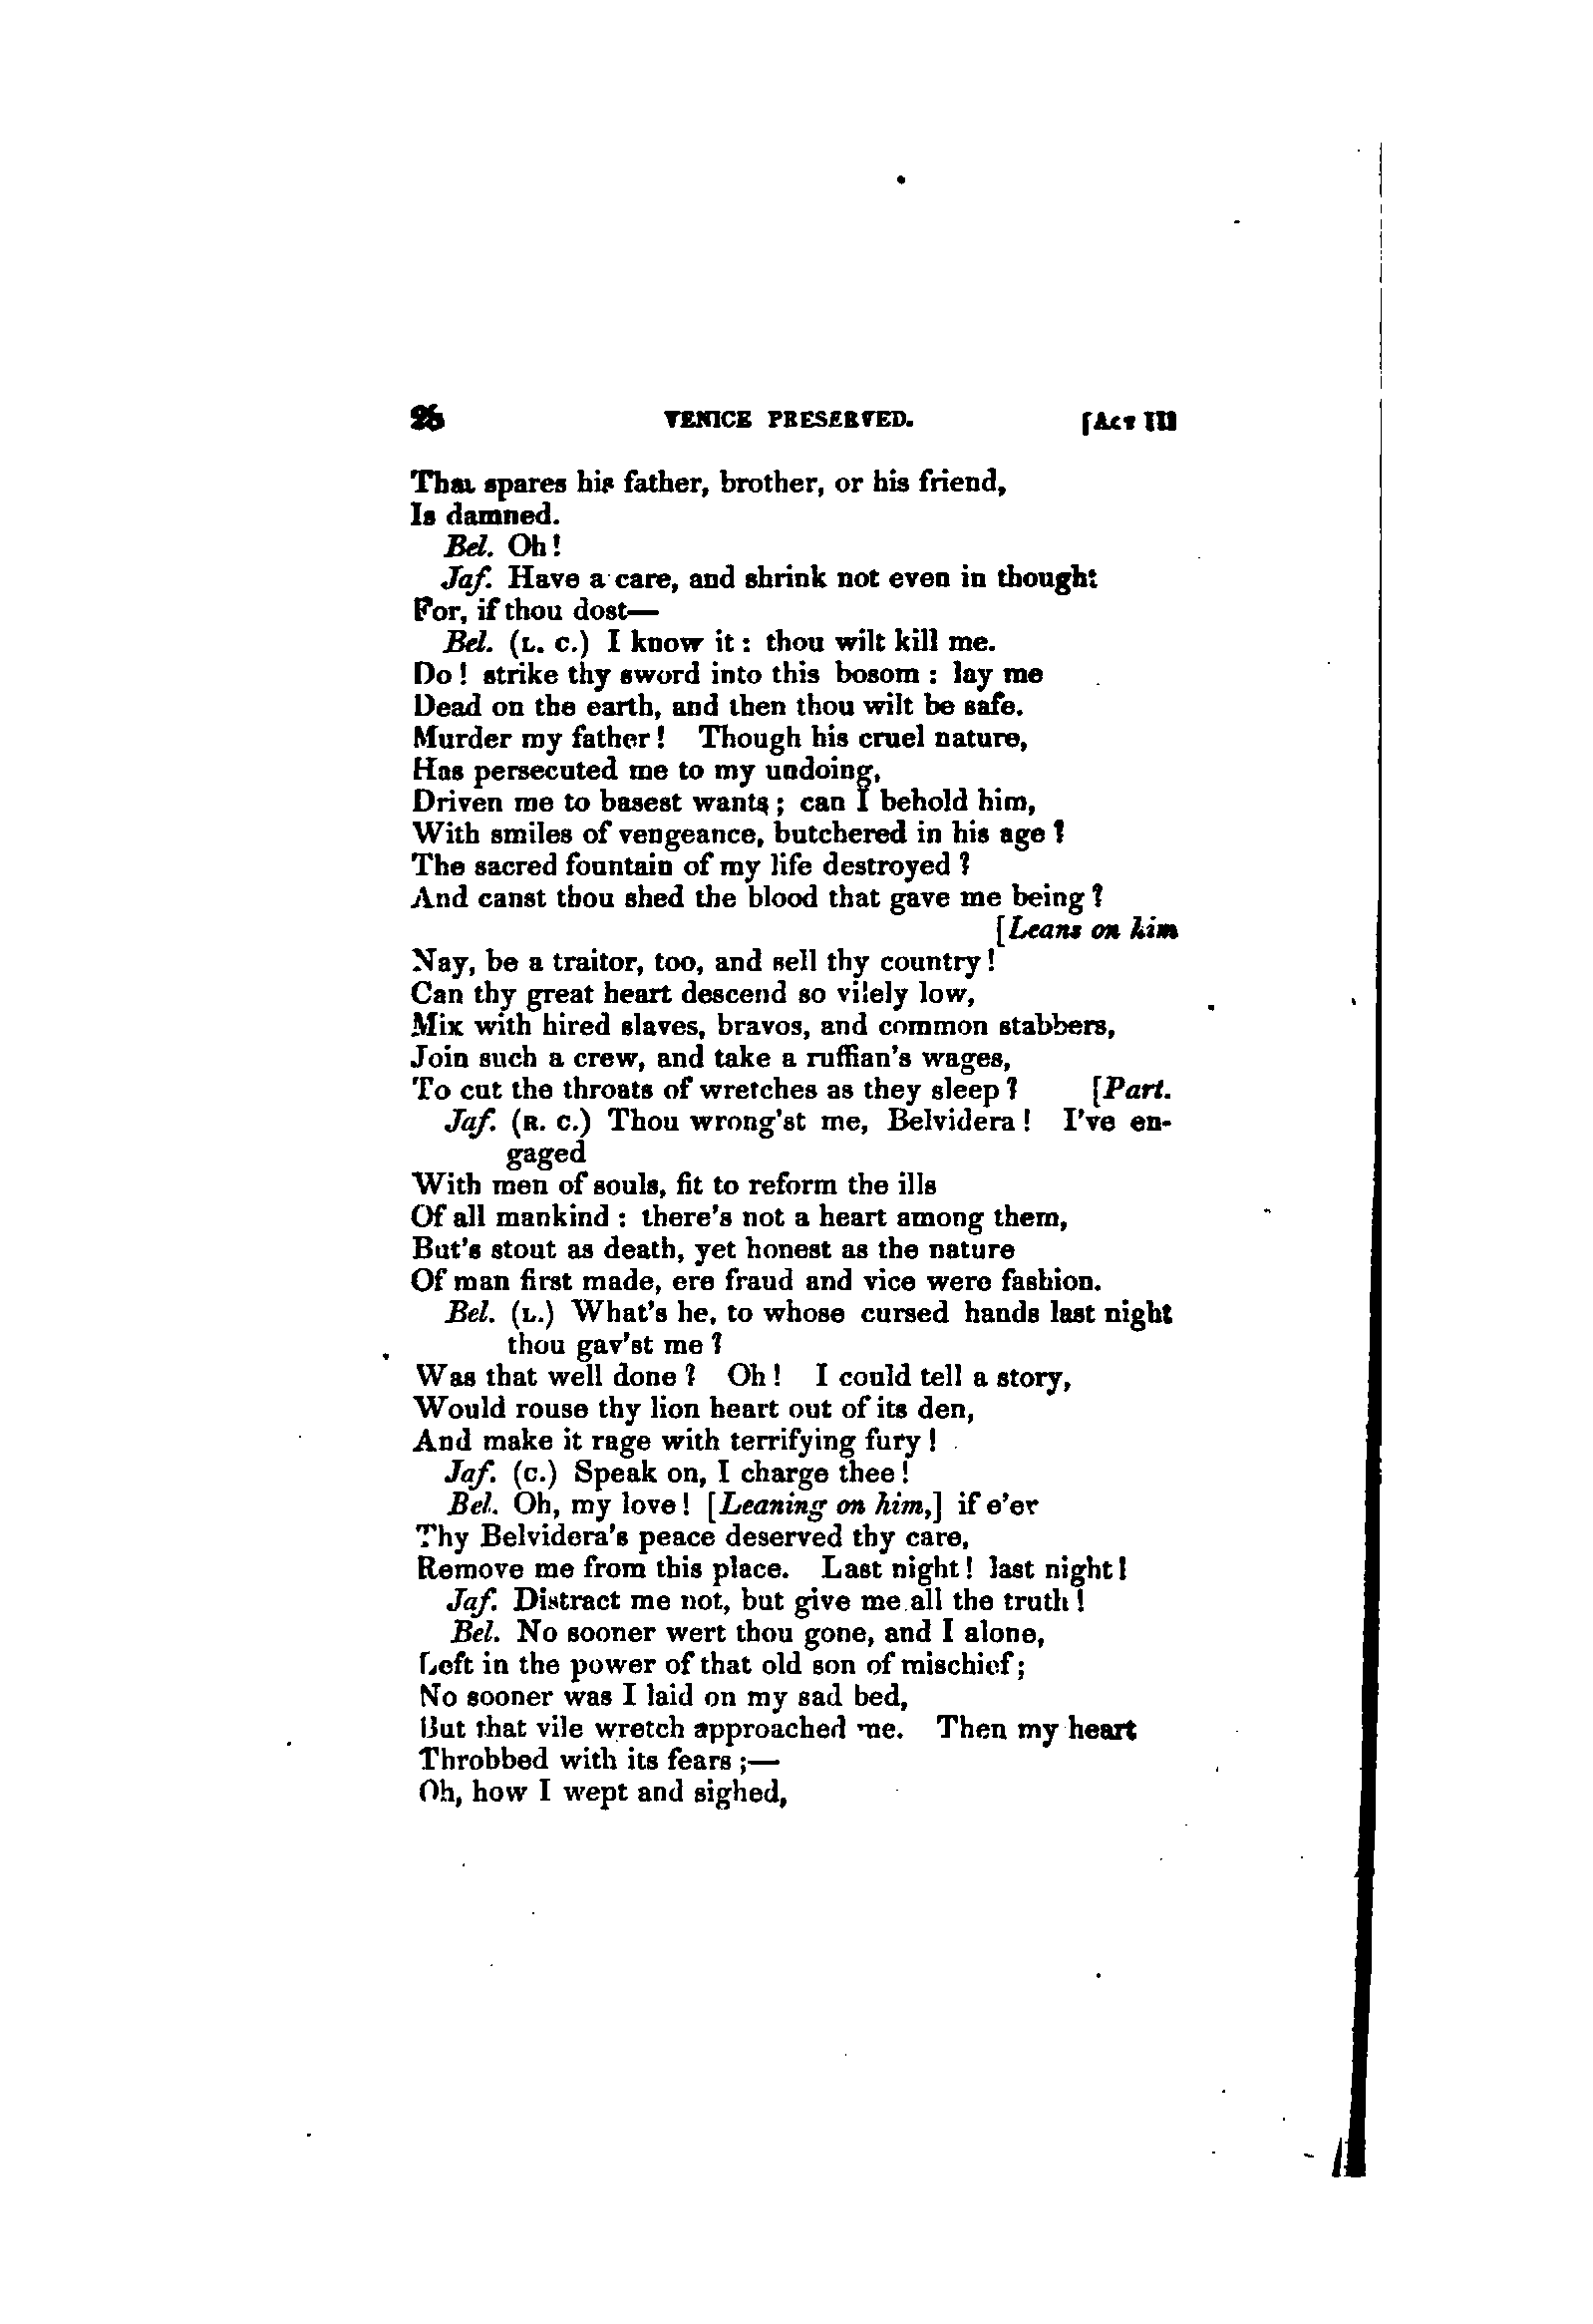 VENICE PRESERVED. [ACT III
That spares his father, brother, or his friend,
Is damned.
Bel. Oh!
Jaf. Have a care, and shrink not even in thought
For, if thou dost—
Bel. (L. C.) I know it: thou wilt kill me.
Do! strike thy sword into this bosom: lay me
Dead on the earth, and then thou wilt be safe.
Murder my father! Though his cruel nature,
Has persecuted me to my undoing,
Driven me to basest wants; can I behold him,
With smiles of vengeance, butchered in his age?
The sacred fountain of my life destroyed?
And canst thou shed the blood that gave me being?
[Leans on him
Nay, be a traitor, too, and sell thy country!
Can thy great heart descend so vilely low,
Mix with hired slaves, bravos, and common stabbers,
Join such a crew, and take a ruffian's wages,
To cut the throats of wretches as they sleep? [Part.
Jaf. (R. C.) Thou wrong'st me, Belvidera! I've en-
gaged
With men of souls, fit to reform the ills
Of all mankind: there's not a heart among them,
But's stout as death, yet honest as the nature
Of man first made, ere fraud and vice were fashion.
Bel. (L.) What's he, to whose cursed hands last night
thou gav'st me?
Was that well done? Oh! I could tell a story,
Would rouse thy lion heart out of its den,
And make it rage with terrifying fury!
Jaf. (C.) Speak on, I charge thee!
Bel. Oh, my love! [Leaning on him,] if e'er
Thy Belvidera's peace deserved thy care,
Remove me from this place. Last night! last night!
Jaf. Distract me not, but give me all the truth!
Bel. No sooner wert thou gone, and I alone,
Left in the power of that old son of mischief;
No sooner was I laid on my sad bed,
But that vile wretch approached me. Then my heart
Throbbed with its fears;—
Oh, how I wept and sighed,